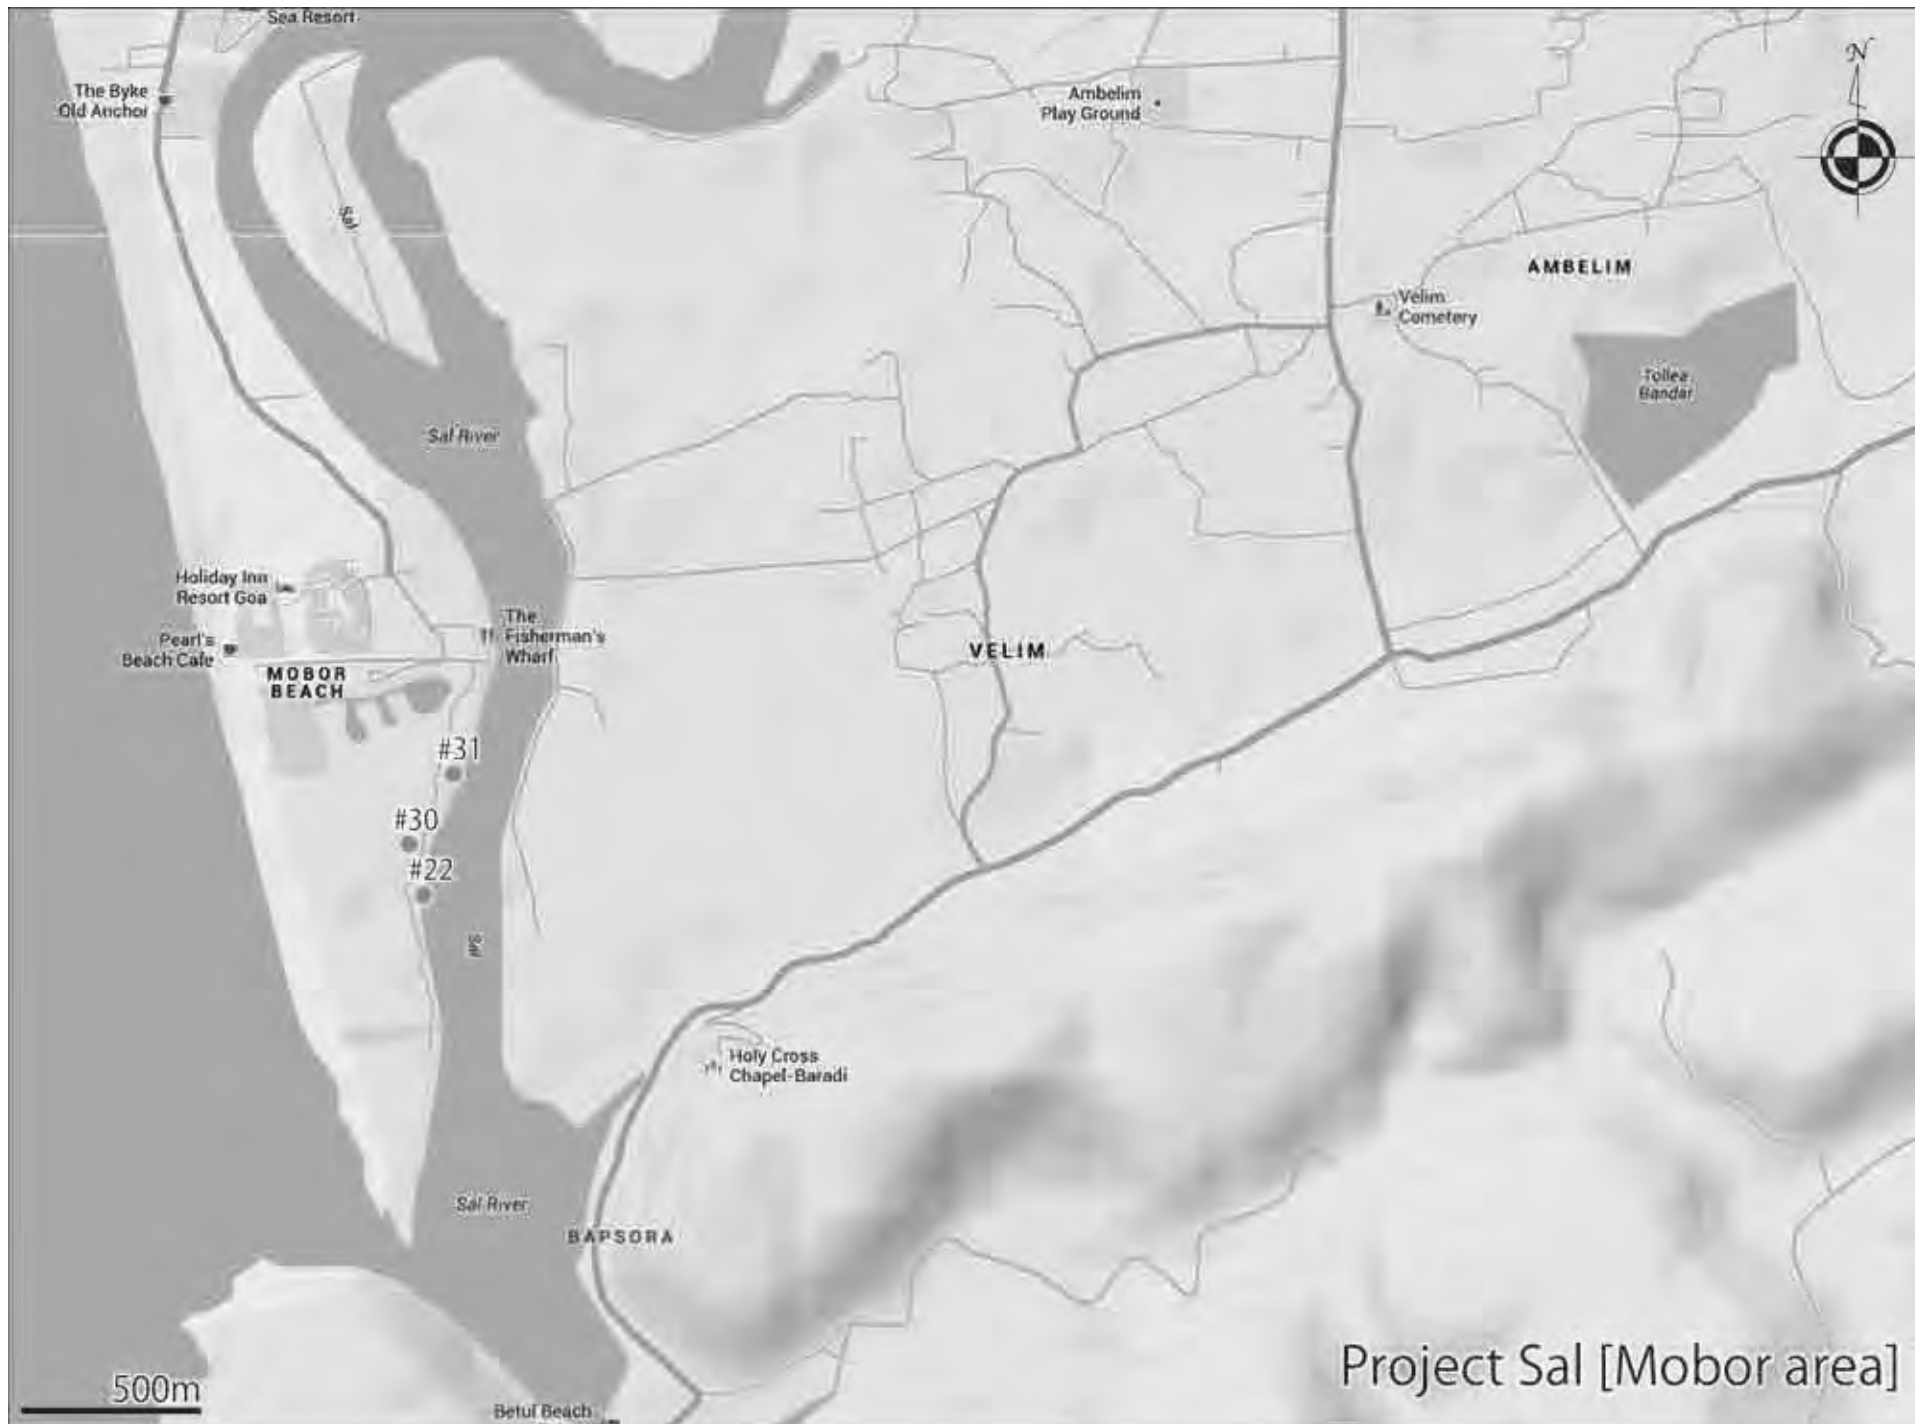 Sea Resort
N
The Byke
Old Anchor
Ambelim
Play Ground
Sal
AMBELIM
Velim
Cemetery
Tollea
Bandar
Sal River
Holiday Inn
Resort Goa
The
Fisherman's
Wharf
Pearl's
Beach Cafe
MOBOR
BEACH
VELIM
#31
#30
#22
Sal
Holy Cross
Chapel-Baradi
Sal River
BAPSORA
Project Sal [Mobor area]
500m
Betul Beach